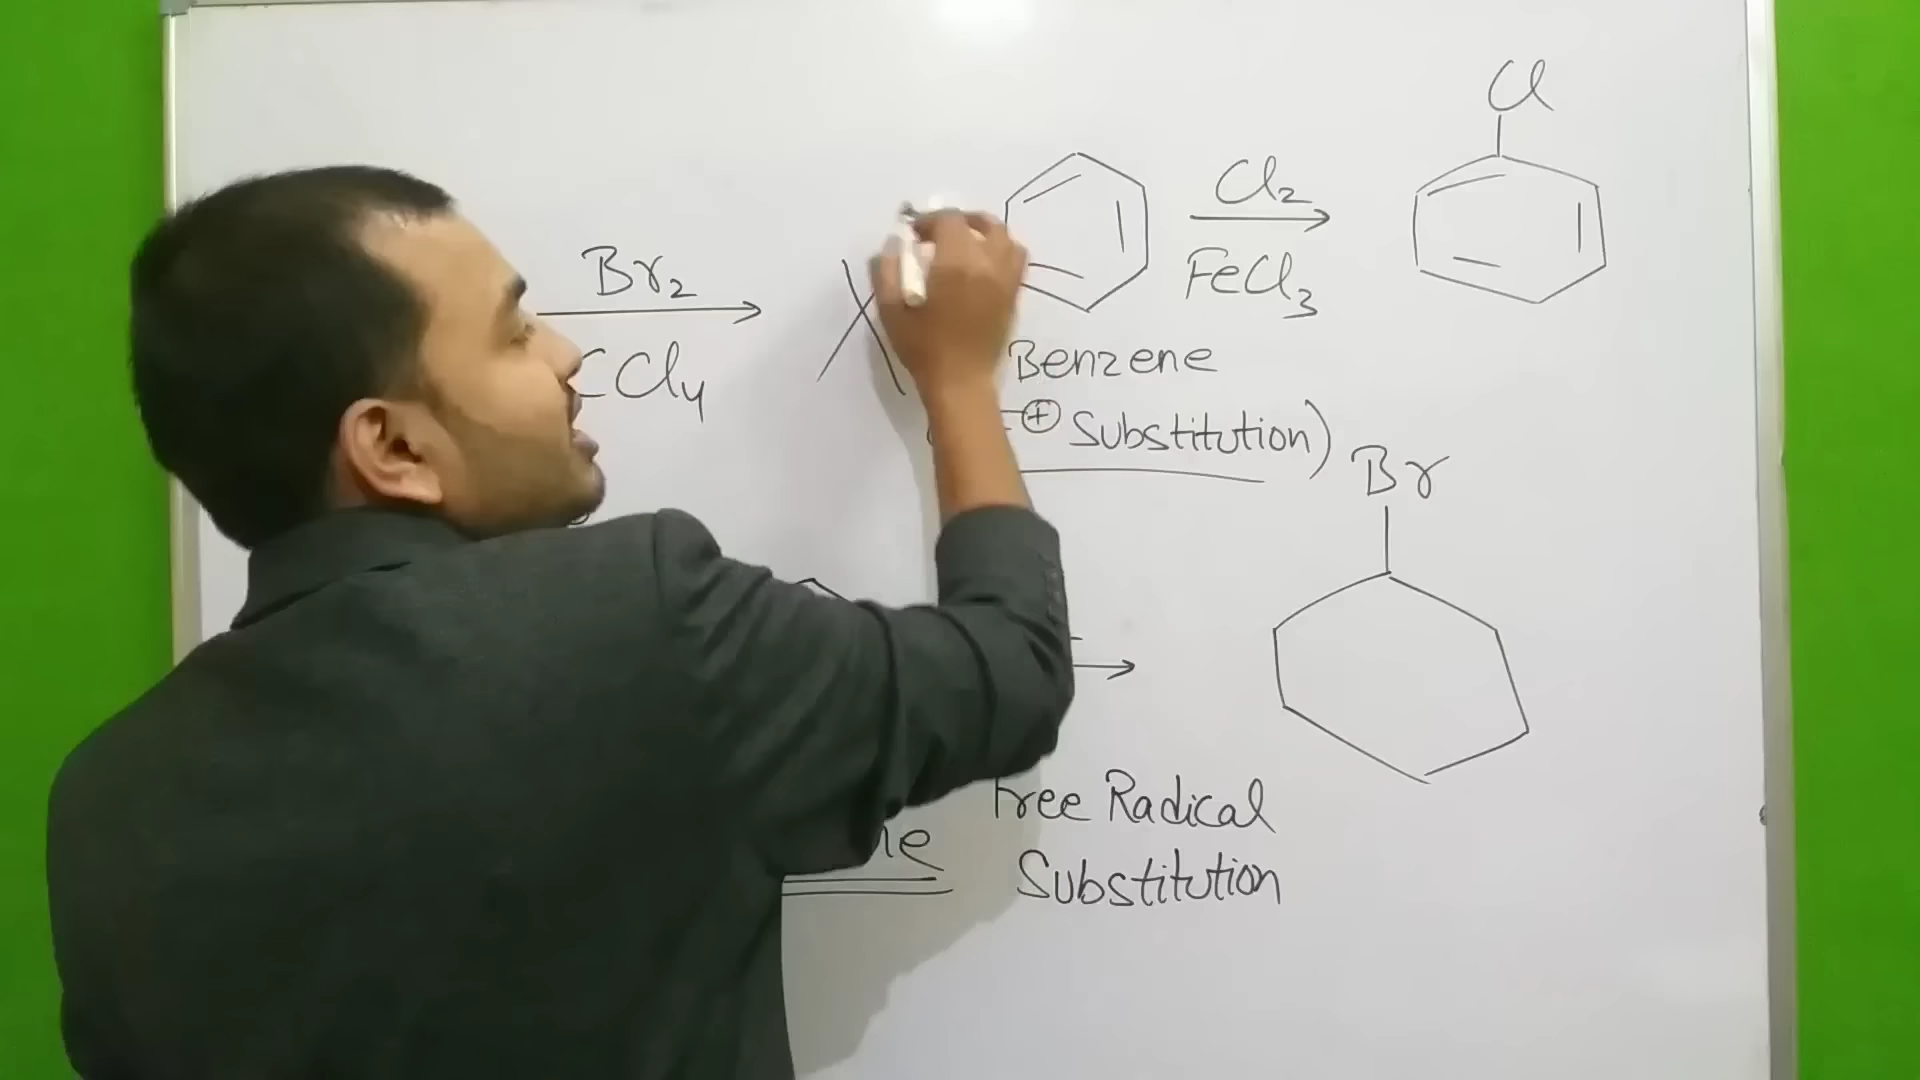 Cl
Cl2
Br2
FeCl3
CCl4
Benzene
⊕ Substitution)
Br
Free Radical
Substitution